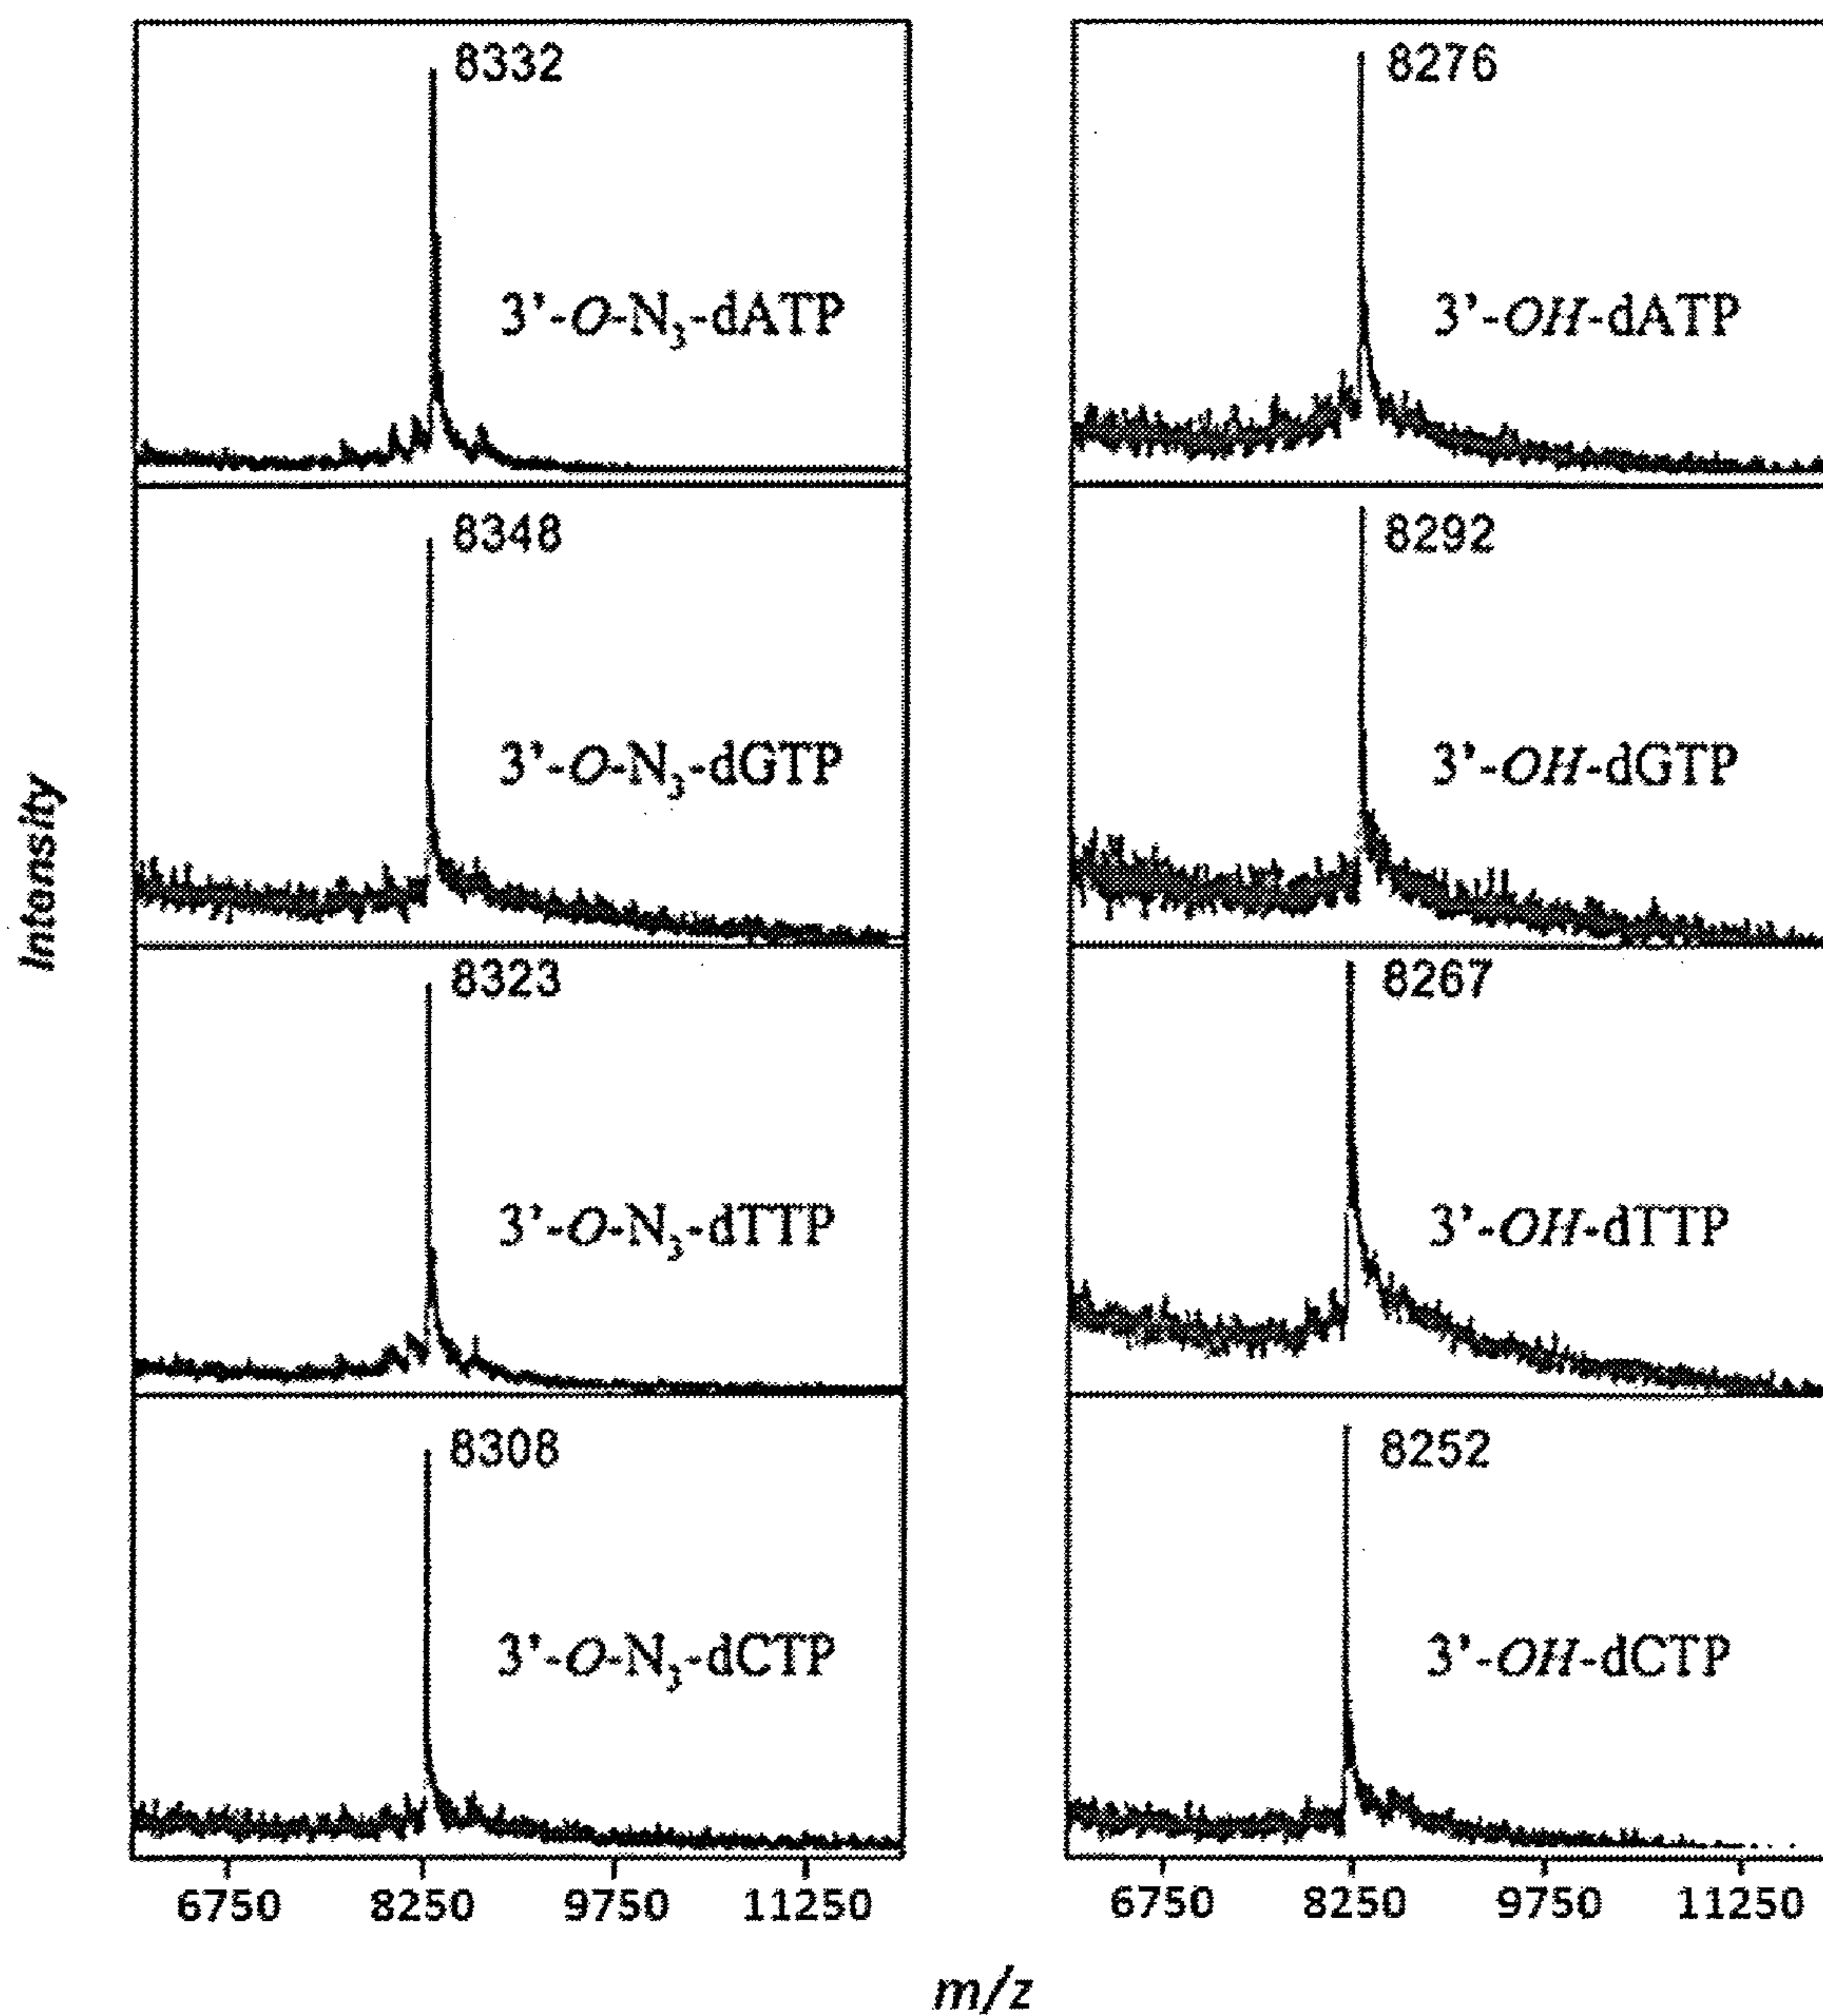 8332
3'-O-N3-dATP
8348
3'-O-N3-dGTP
8323
3'-O-N3-dTTP
8308
3'-O-N3-dCTP
6750 8250 9750 11250
8276
3'-OH-dATP
8292
3'-OH-dGTP
8267
3'-OH-dTTP
8252
3'-OH-dCTP
6750 8250 9750 11250
Intonsity
m/z